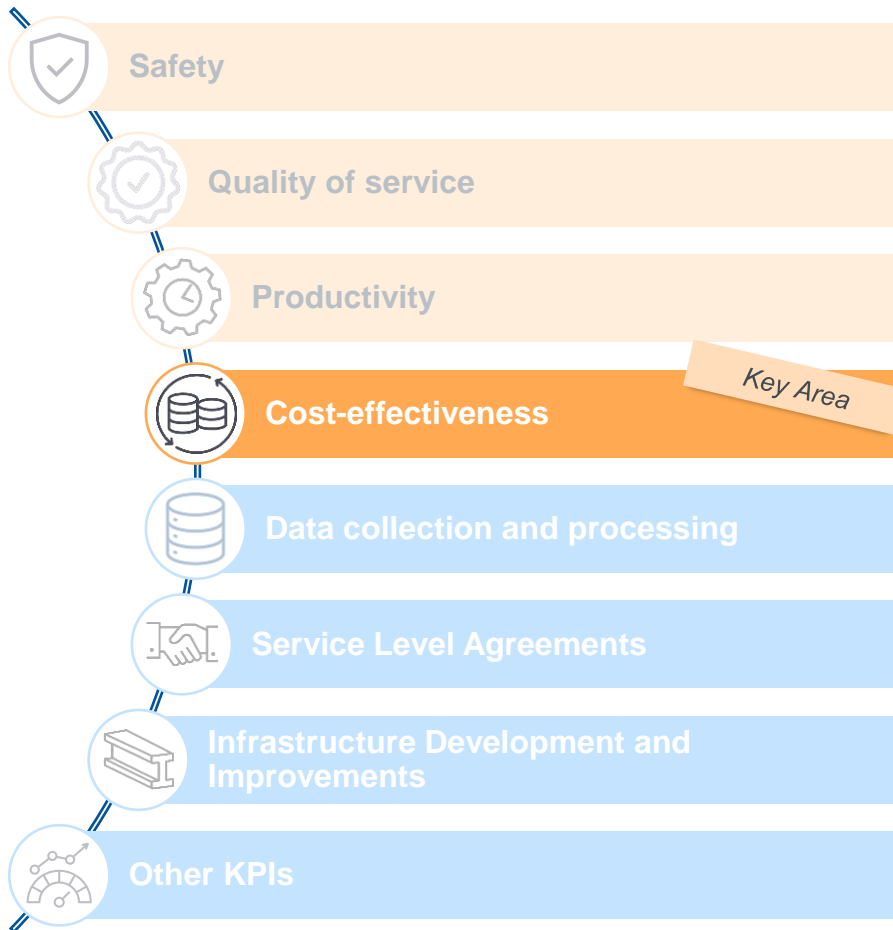 Safety
Quality of service
Productivity
Key Area
Cost-effectiveness
Data collection and processing
Service Level Agreements
Infrastructure Development and
Improvements
Other KPIs